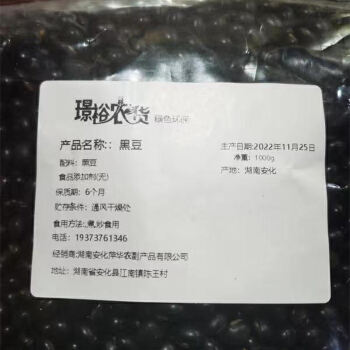 璟裕农货 绿色环保
产品名称:: 黑豆
生产日期:2022年11月25日
配料: 黑豆
净重: 1000g
食品添加剂(无)
产地: 湖南安化
保质期: 6个月
贮存条件: 通风干燥处
食用方法:煮,炒食用
电话: 19373761346
经销商:湖南安化萍华农副产品有限公司
地址: 湖南省安化县江南镇陈王村